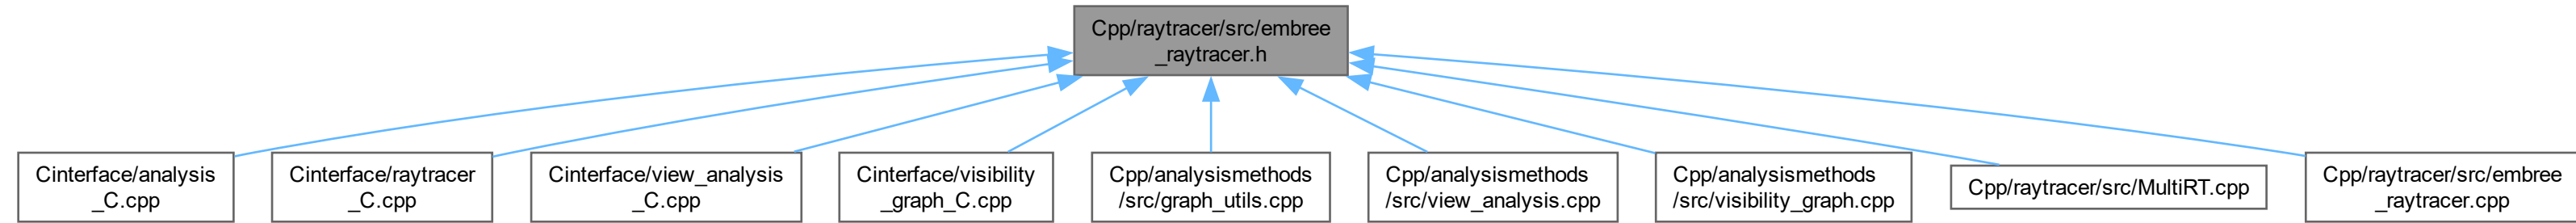 Cpp/raytracer/src/embree
_raytracer.h
Cinterface/analysis
_C.cpp
Cinterface/raytracer
_C.cpp
Cinterface/view_analysis
_C.cpp
Cinterface/visibility
_graph_C.cpp
Cpp/analysismethods
/src/graph_utils.cpp
Cpp/analysismethods
/src/view_analysis.cpp
Cpp/analysismethods
/src/visibility_graph.cpp
Cpp/raytracer/src/MultiRT.cpp
Cpp/raytracer/src/embree
_raytracer.cpp